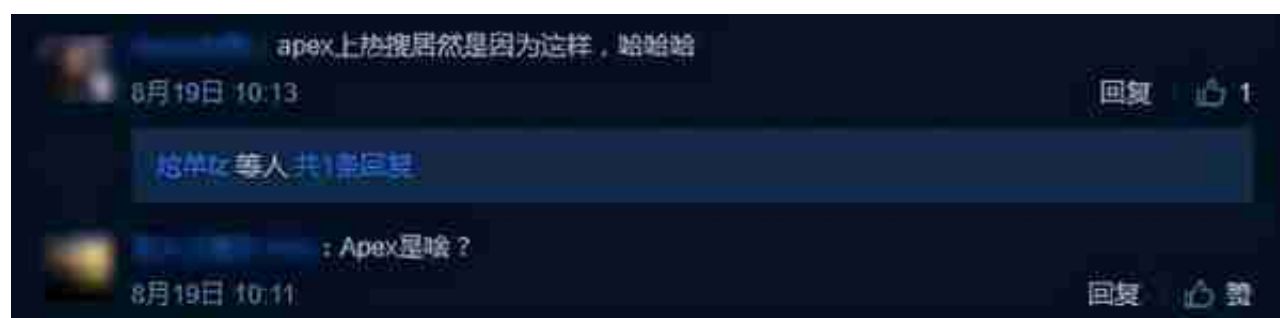 apex上热搜居然是因为这样，哈哈哈
8月19日 10:13
回复 1
等人 共1条回复
：Apex是啥？
8月19日 10:11
回复 赞